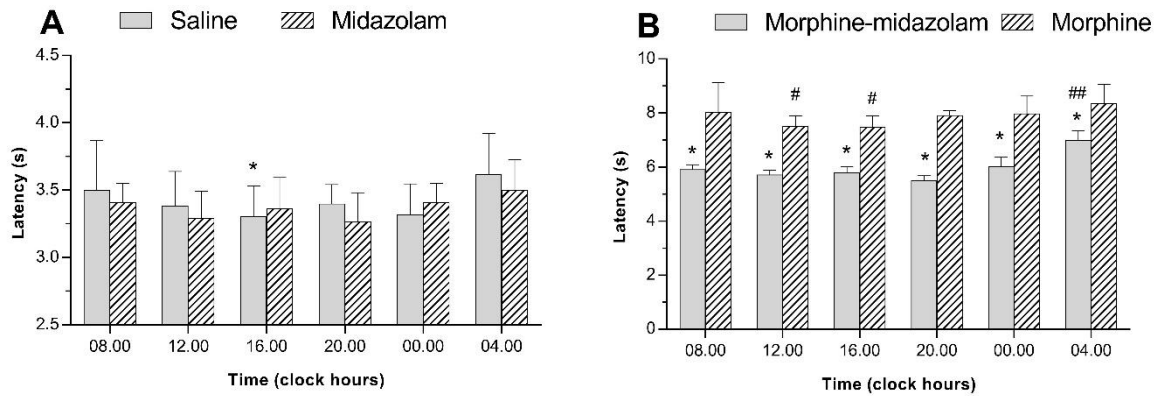 A
Saline Midazolam
4.5
4.0
3.5
3.0
2.5
Latency (s)
*
08.00 12.00 16.00 20.00 00.00 04.00
Time (clock hours)
B
Morphine-midazolam Morphine
10
8
6
4
2
0
Latency (s)
# # ##
* * * * * *
08.00 12.00 16.00 20.00 00.00 04.00
Time (clock hours)